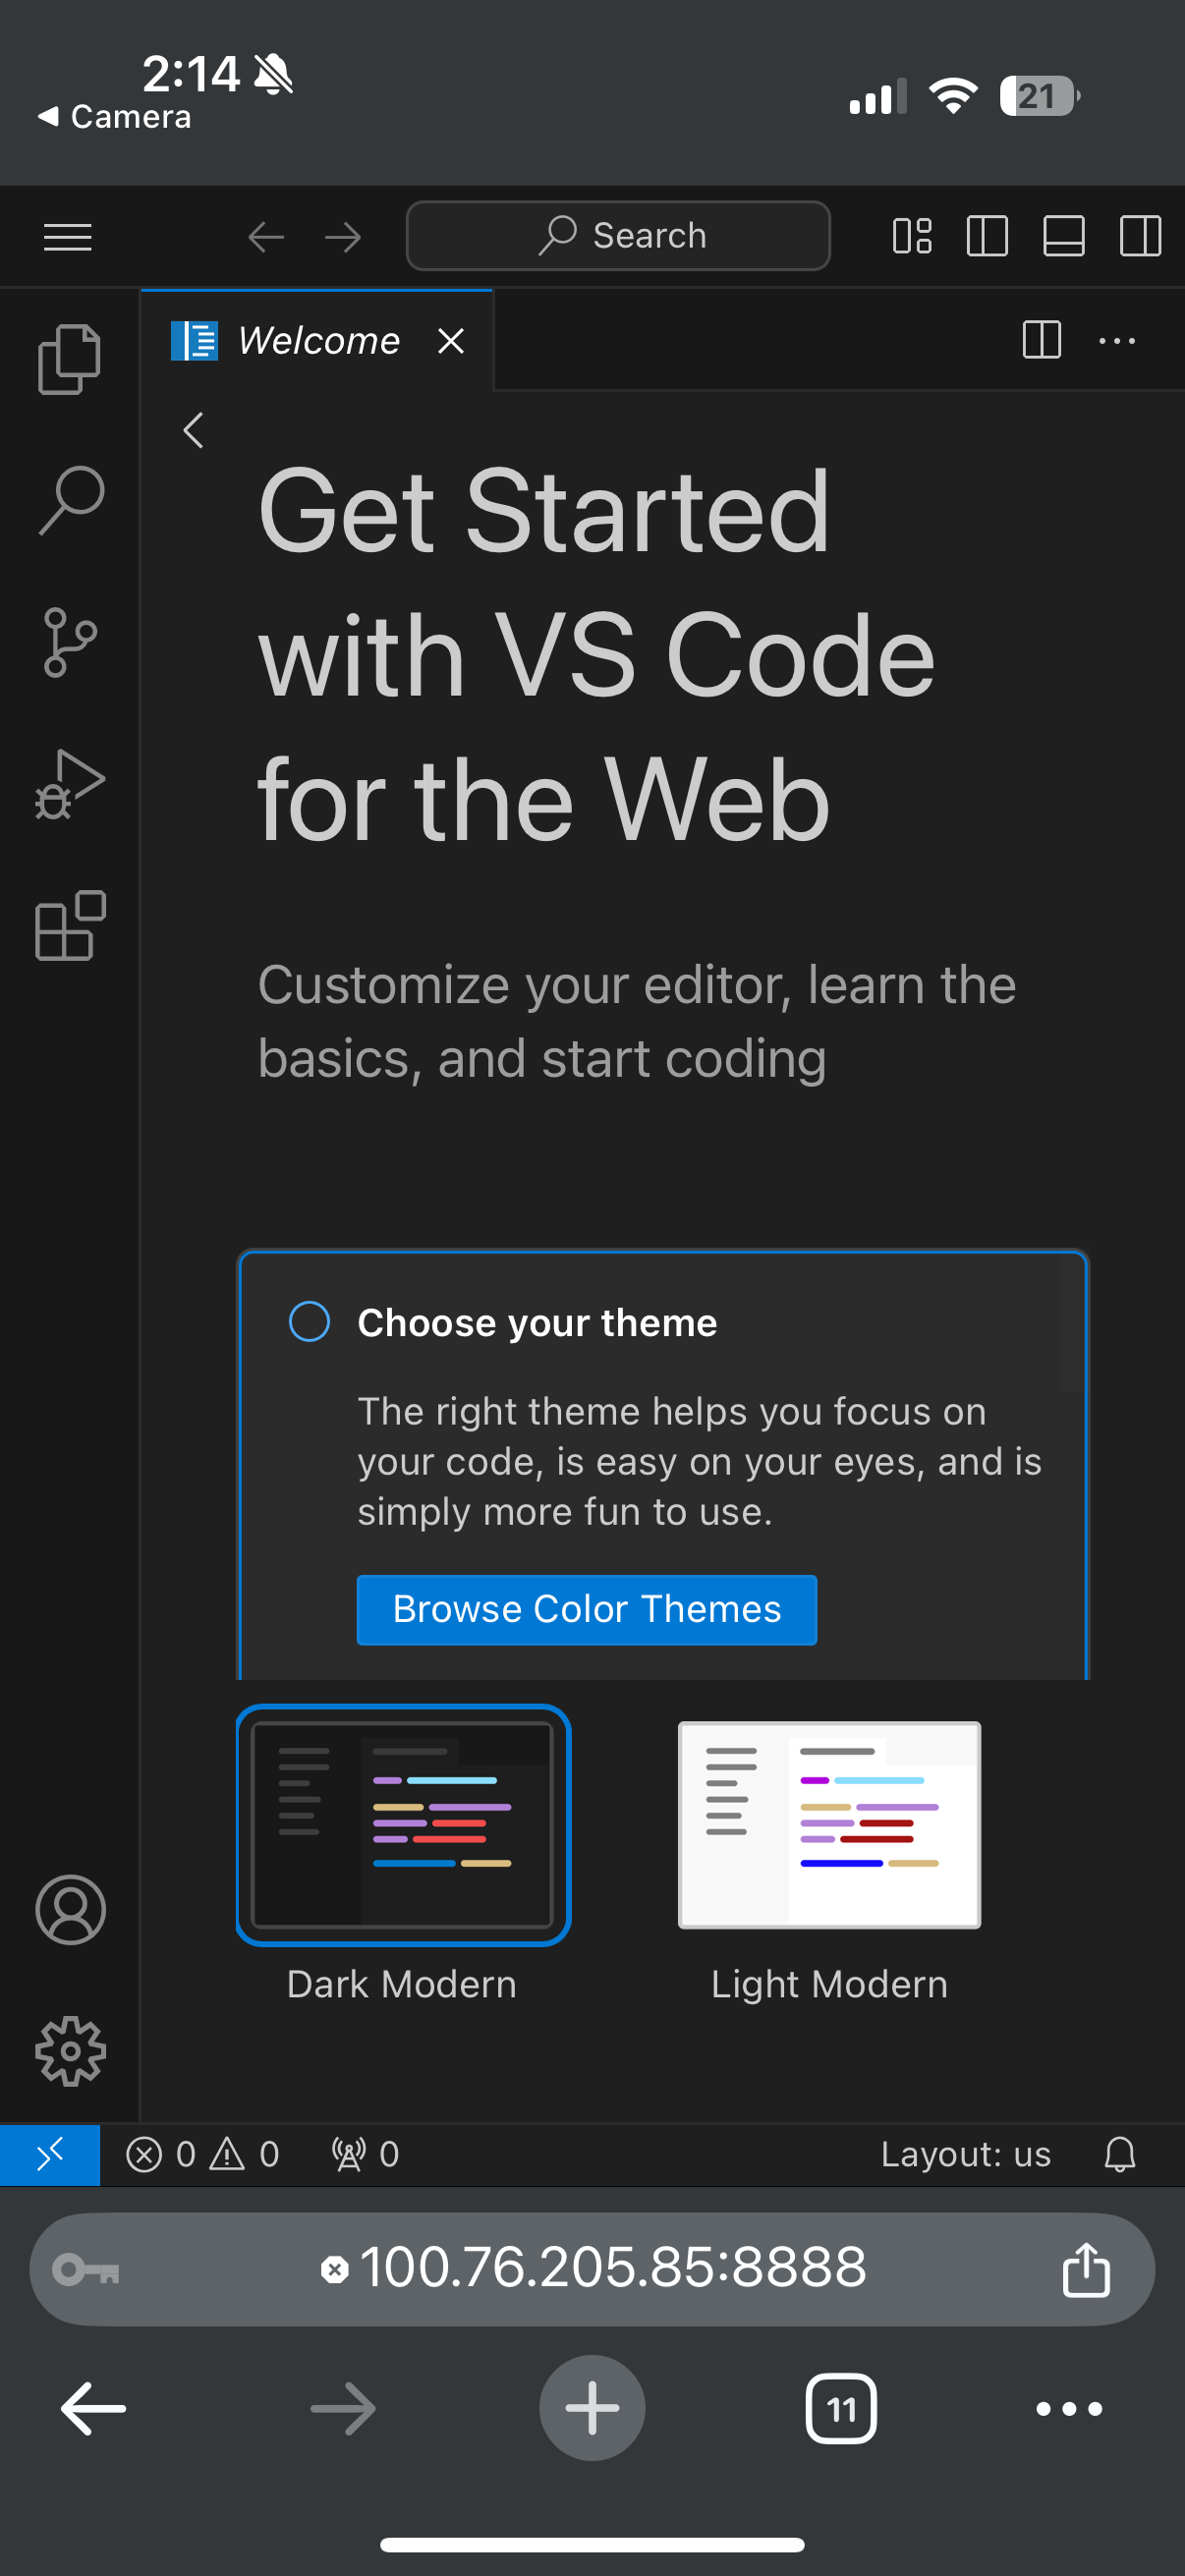 2:14
◀ Camera
21
Search
Welcome
Get Started
with VS Code
for the Web
Customize your editor, learn the
basics, and start coding
Choose your theme
The right theme helps you focus on
your code, is easy on your eyes, and is
simply more fun to use.
Browse Color Themes
Dark Modern
Light Modern
0 0 0
Layout: us
100.76.205.85:8888
11